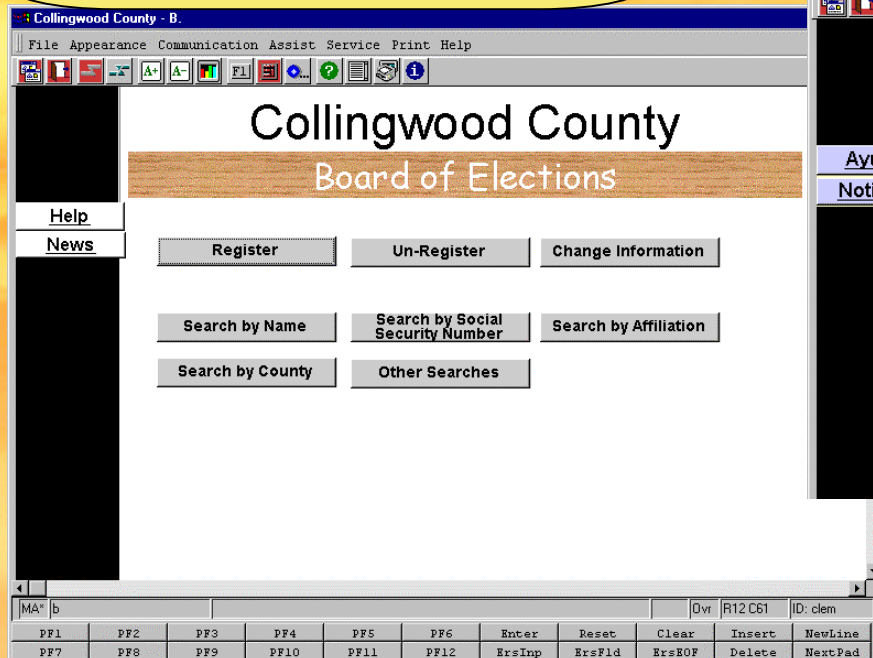 Collingwood County - B.
File Appearance Communication Assist Service Print Help
A+ A- F1
Collingwood County
Board of Elections
Help
News
Register Un-Register Change Information
Search by Name Search by Social Security Number Search by Affiliation
Search by County Other Searches
MA* b Ovr R12 C61 ID: clem
PF1 PF2 PF3 PF4 PF5 PF6 Enter Reset Clear Insert NewLine
PF7 PF8 PF9 PF10 PF11 PF12 ErsInp ErsFld ErsEOF Delete NextPad